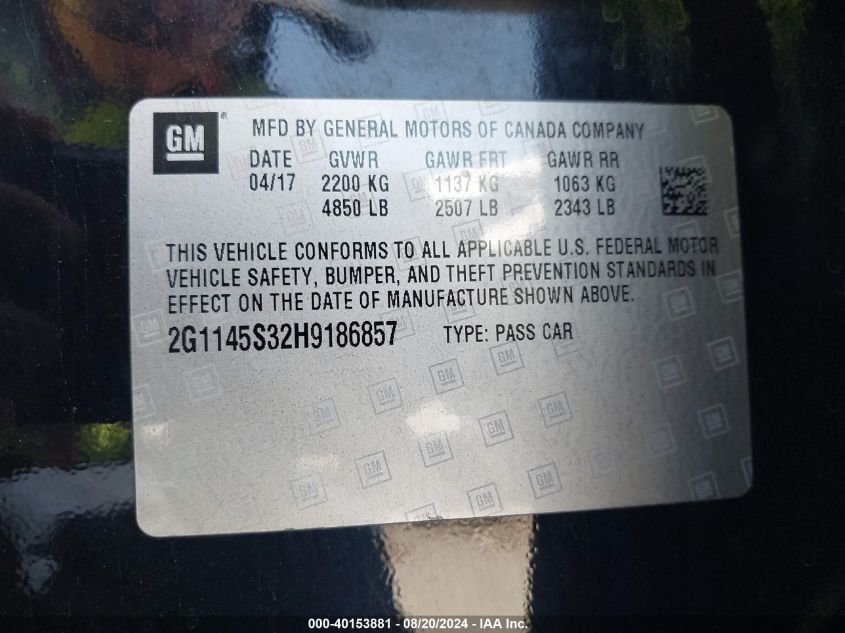 GM®
MFD BY GENERAL MOTORS OF CANADA COMPANY
DATE GVWR GAWR FRT GAWR RR
04/17 2200 KG 1137 KG 1063 KG
4850 LB 2507 LB 2343 LB
THIS VEHICLE CONFORMS TO ALL APPLICABLE U.S. FEDERAL MOTOR
VEHICLE SAFETY, BUMPER, AND THEFT PREVENTION STANDARDS IN
EFFECT ON THE DATE OF MANUFACTURE SHOWN ABOVE.
2G1145S32H9186857 TYPE: PASS CAR
000-40153881 - 08/20/2024 - IAA Inc.